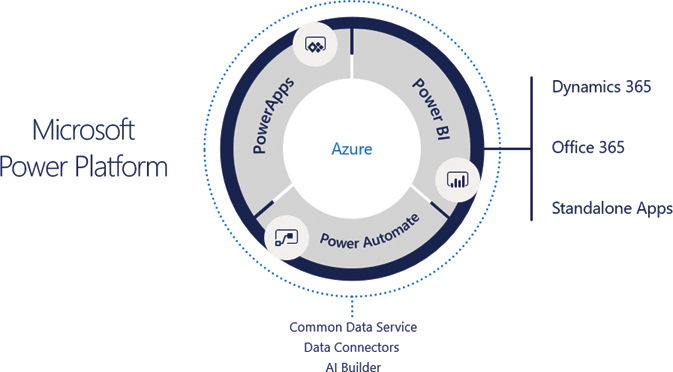 Microsoft
Power Platform
PowerApps
Power BI
Azure
Power Automate
Dynamics 365
Office 365
Standalone Apps
Common Data Service
Data Connectors
AI Builder